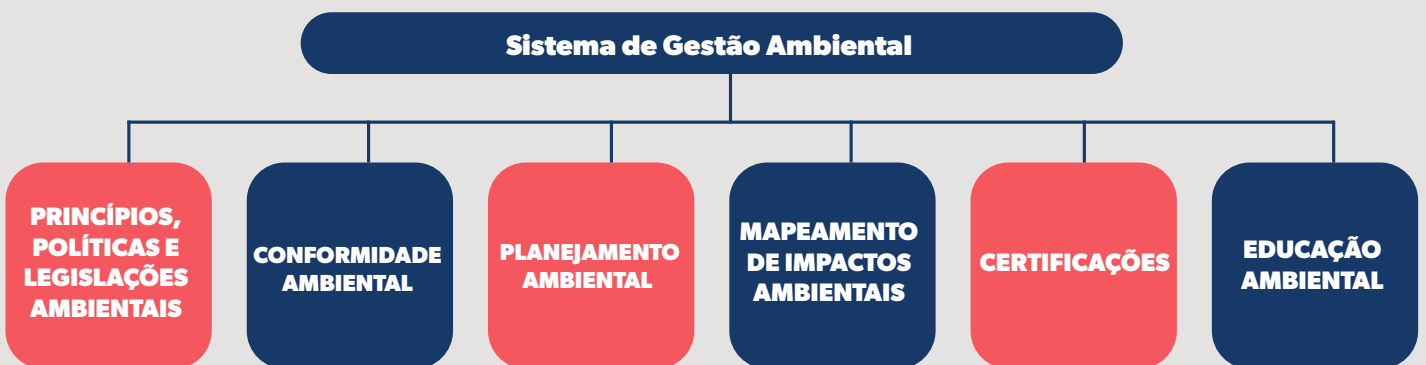 Sistema de Gestão Ambiental
PRINCÍPIOS,
POLÍTICAS E
LEGISLAÇÕES
AMBIENTAIS
CONFORMIDADE
AMBIENTAL
PLANEJAMENTO
AMBIENTAL
MAPEAMENTO
DE IMPACTOS
AMBIENTAIS
CERTIFICAÇÕES
EDUCAÇÃO
AMBIENTAL